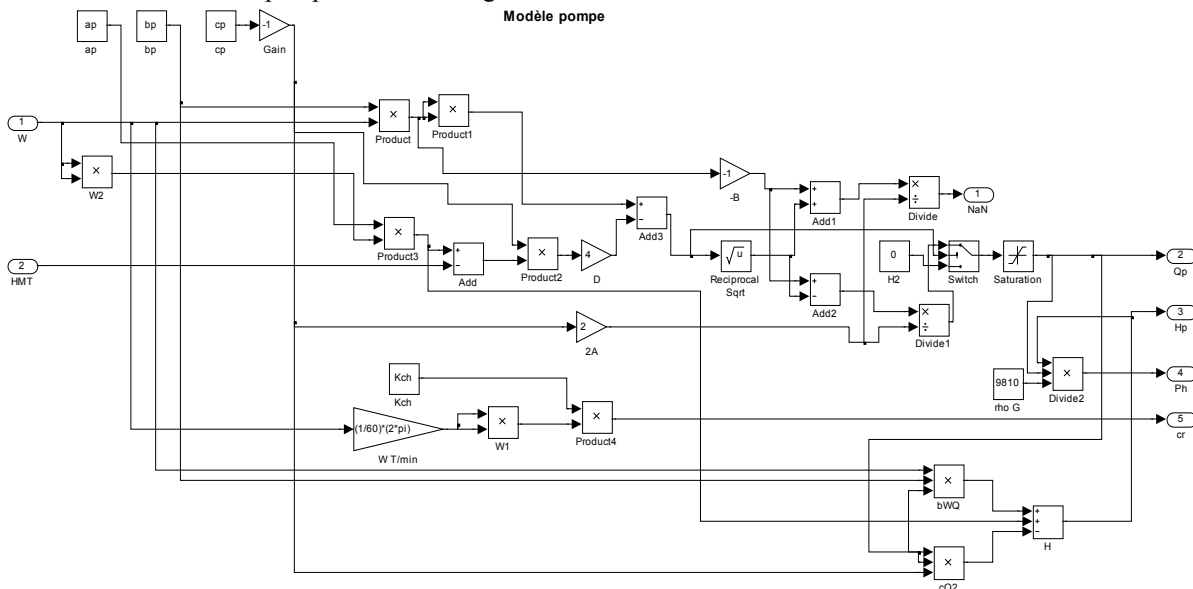 Modèle pompe
ap
bp
cp
-1
ap
bp
cp
Gain
1
W
×
Product
×
Product1
×
W2
-1
-B
+
+
Add1
×
÷
Divide
1
NaN
×
Product3
+
−
Add
×
Product2
4
D
+
−
Add3
√u
Reciprocal
Sqrt
0
H2
Switch
Saturation
2
Qp
2
HMT
+
−
Add2
×
÷
Divide1
3
Hp
2
2A
Kch
Kch
9810
rho G
×
Divide2
4
Ph
(1/60)*(2*pi)
W T/min
×
W1
×
Product4
5
cr
×
bWQ
+
+
−
H
×
cQ2